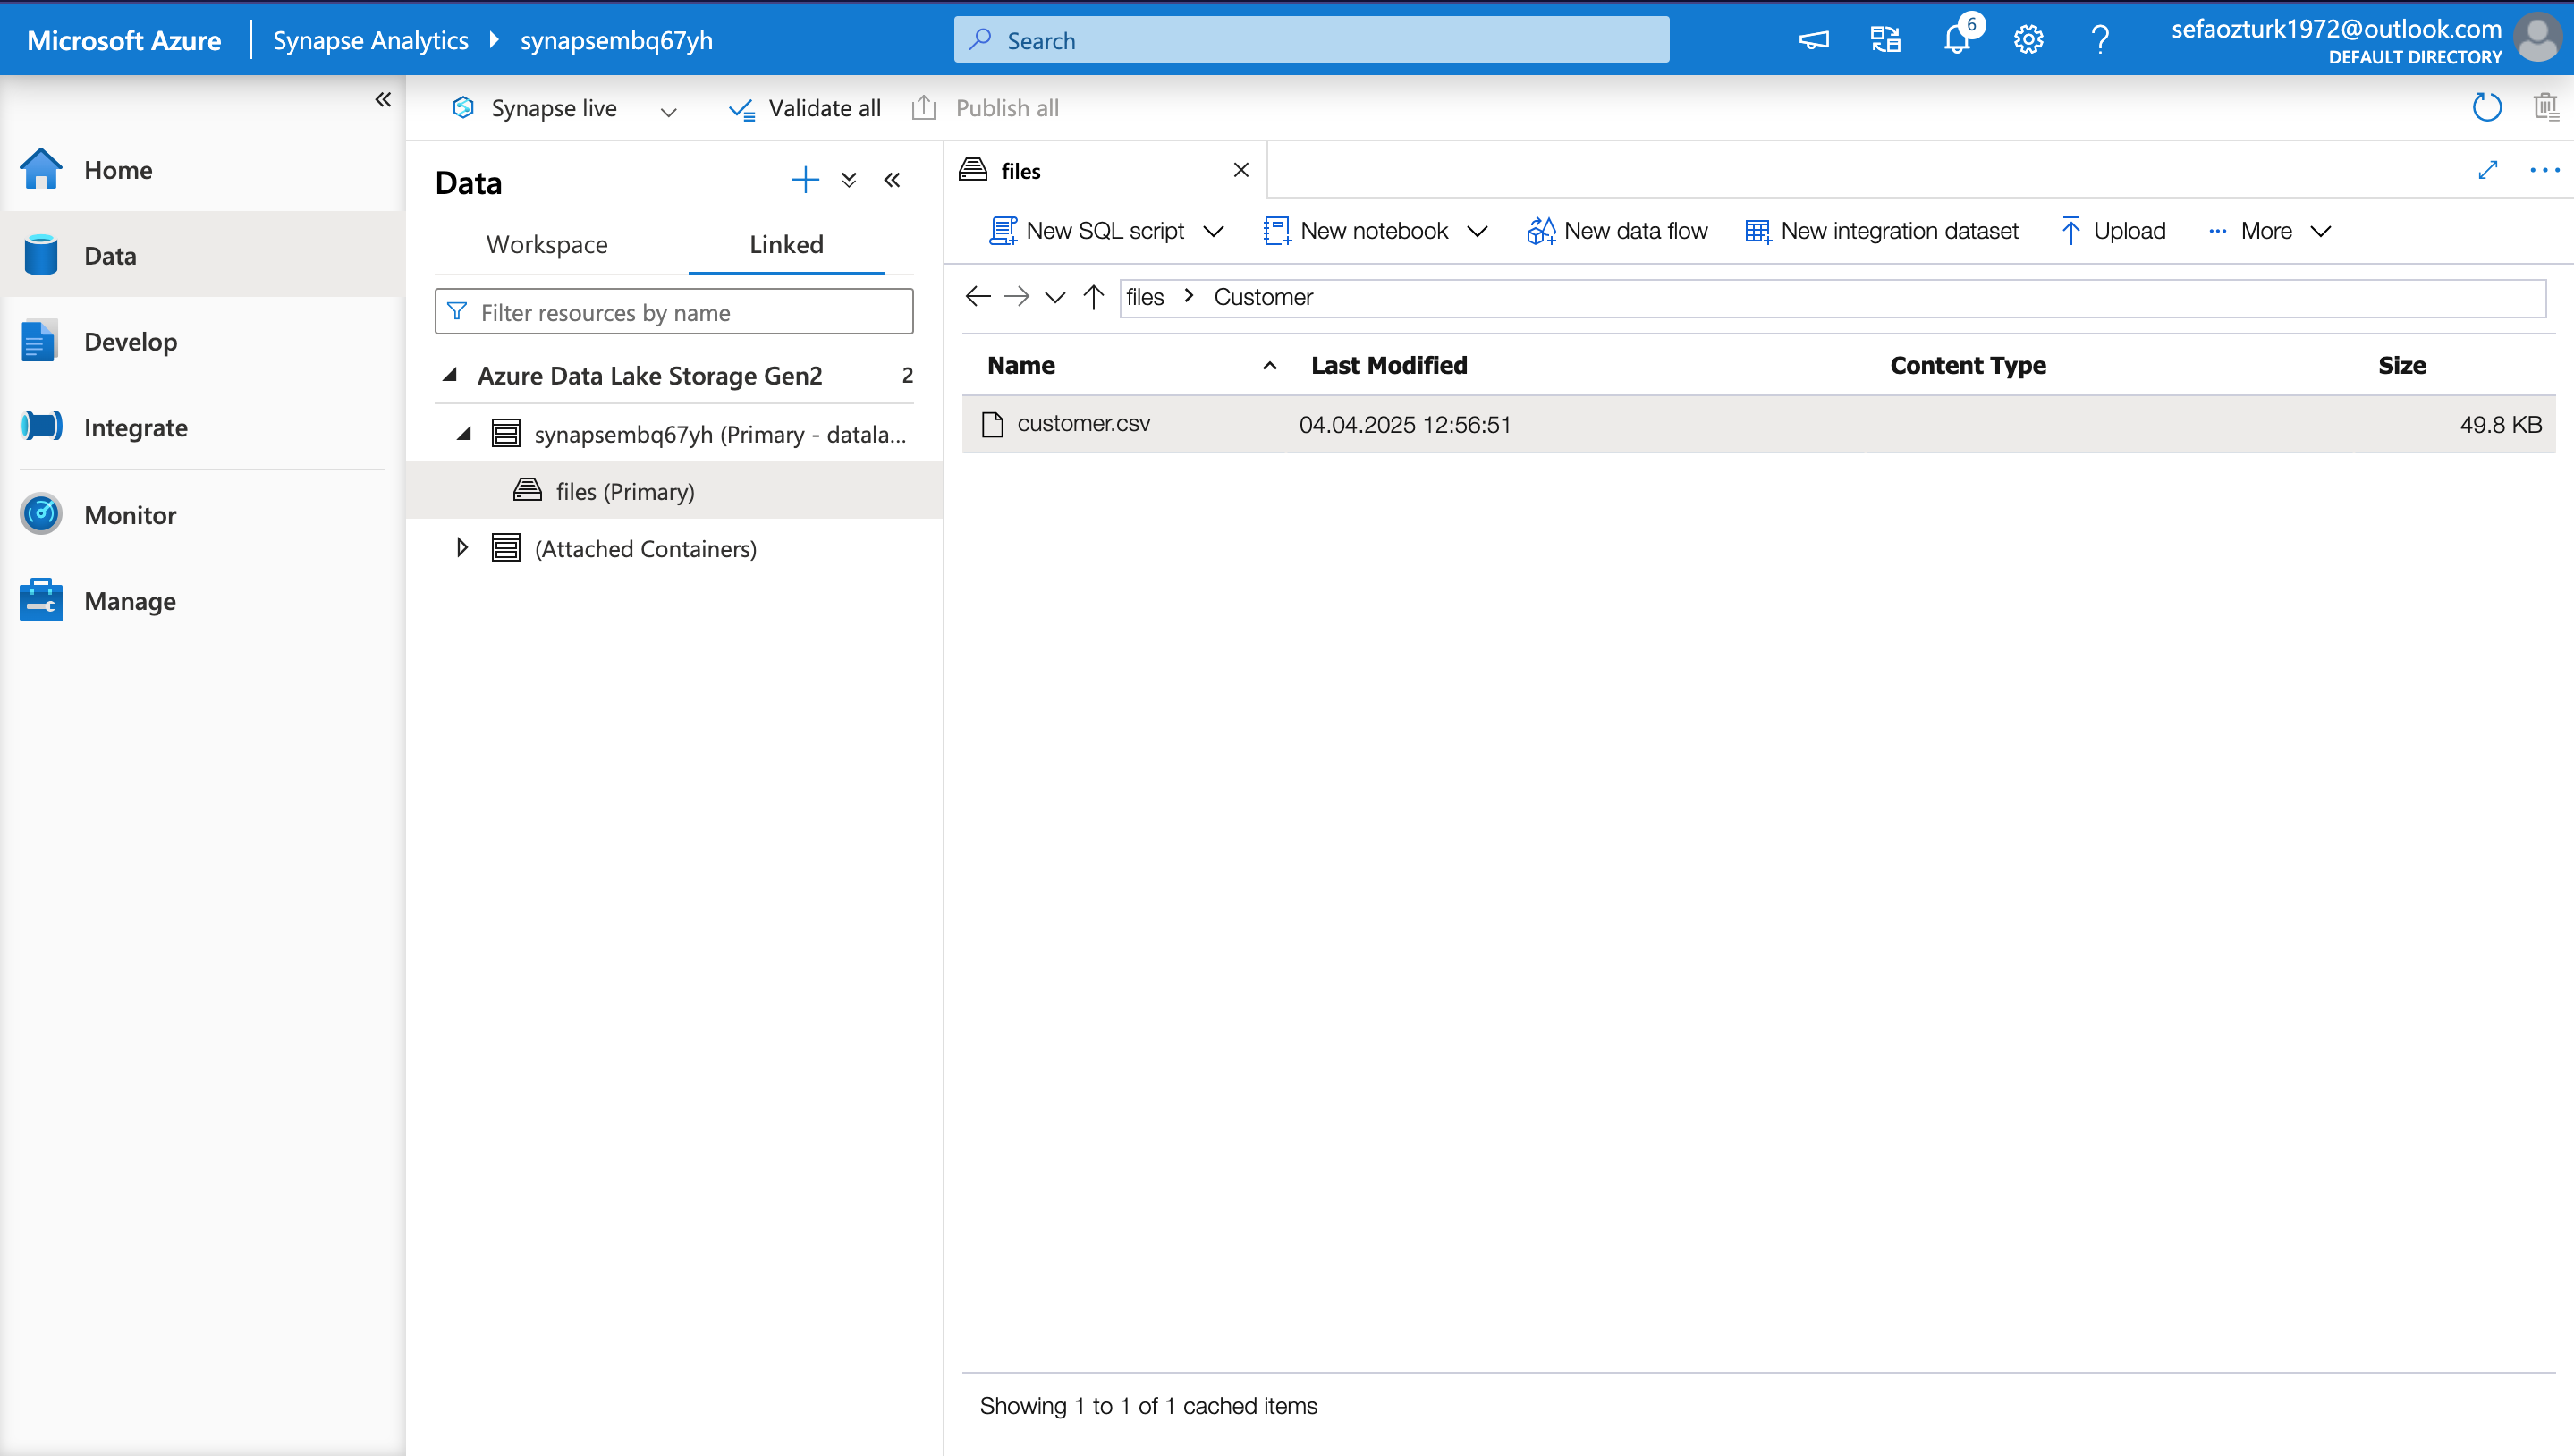 Microsoft Azure Synapse Analytics synapsembq67yh Search 6 sefaozturk1972@outlook.com
DEFAULT DIRECTORY
Synapse live Validate all Publish all
Home
Data
Develop
Integrate
Monitor
Manage
Data
Workspace Linked
Filter resources by name
Azure Data Lake Storage Gen2 2
synapsembq67yh (Primary - datala...
files (Primary)
(Attached Containers)
files
New SQL script New notebook New data flow New integration dataset Upload More
files Customer
Name Last Modified Content Type Size
customer.csv 04.04.2025 12:56:51 49.8 KB
Showing 1 to 1 of 1 cached items